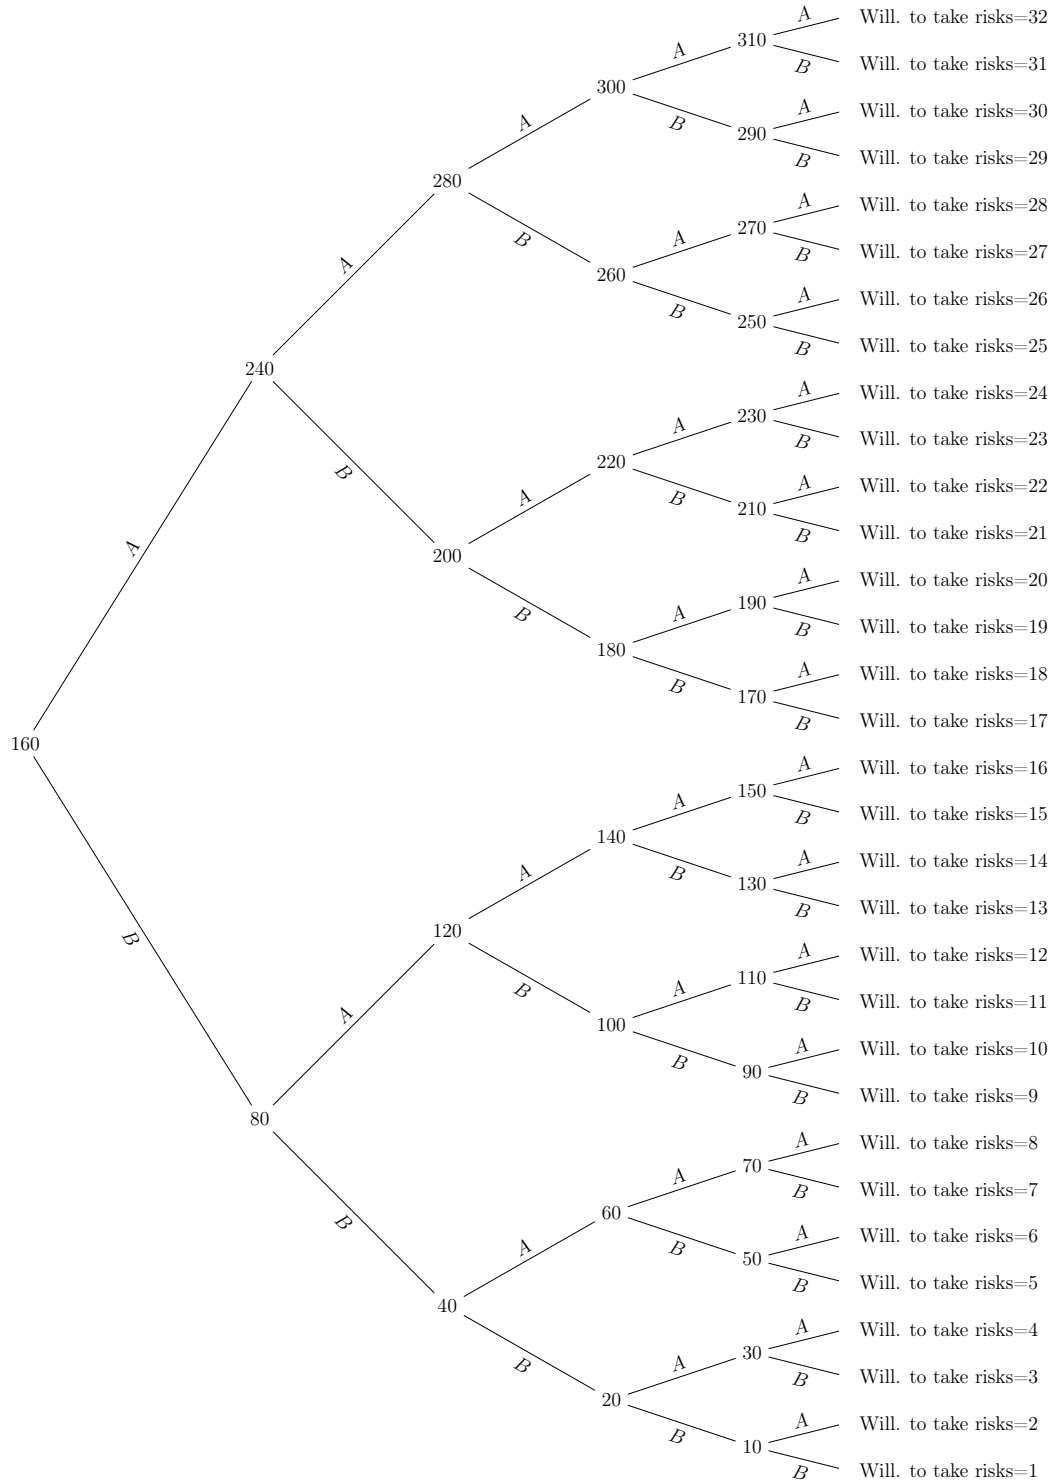 A
Will. to take risks=32
310
A
B
Will. to take risks=31
300
A
B
Will. to take risks=30
290
A
B
Will. to take risks=29
280
A
B
A
Will. to take risks=28
270
A
B
Will. to take risks=27
260
A
B
Will. to take risks=26
250
B
Will. to take risks=25
240
A
B
A
Will. to take risks=24
230
A
B
Will. to take risks=23
220
A
B
Will. to take risks=22
210
A
B
Will. to take risks=21
200
B
A
Will. to take risks=20
190
A
B
Will. to take risks=19
180
B
A
Will. to take risks=18
170
B
Will. to take risks=17
160
A
B
A
Will. to take risks=16
150
A
B
Will. to take risks=15
140
A
B
Will. to take risks=14
130
A
B
Will. to take risks=13
120
A
B
A
Will. to take risks=12
110
A
B
Will. to take risks=11
100
B
A
Will. to take risks=10
90
B
Will. to take risks=9
80
B
A
Will. to take risks=8
70
A
B
Will. to take risks=7
60
A
B
Will. to take risks=6
50
A
B
Will. to take risks=5
40
B
A
Will. to take risks=4
30
A
B
Will. to take risks=3
20
B
A
Will. to take risks=2
10
B
Will. to take risks=1